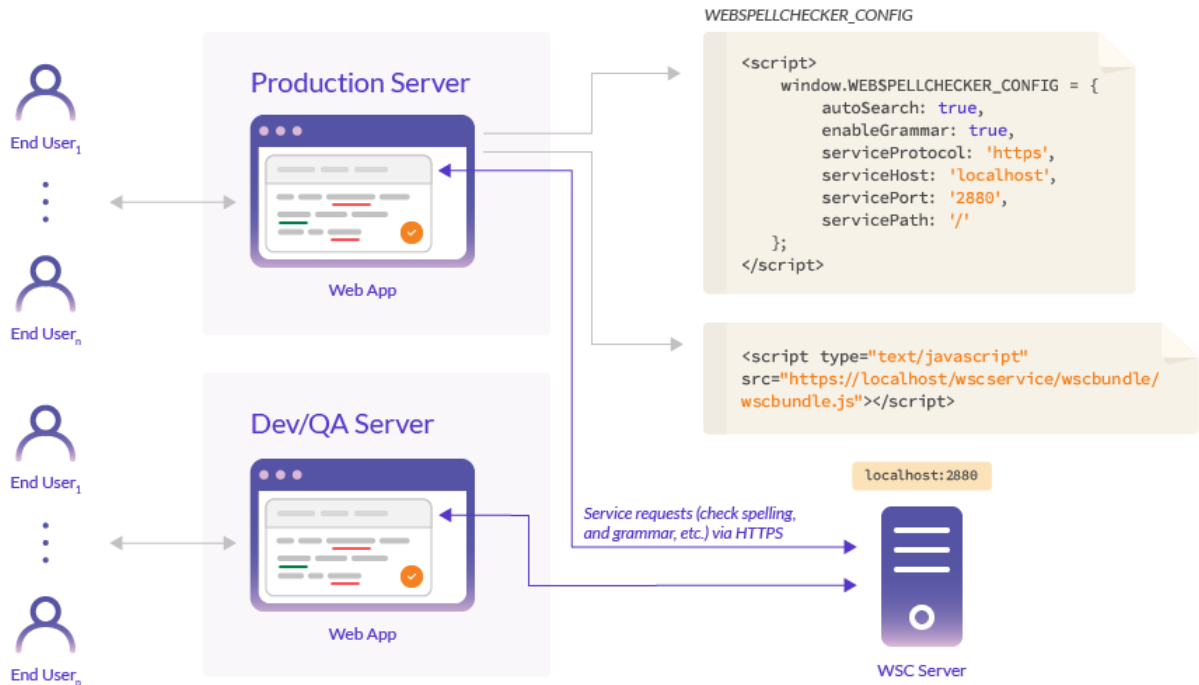 WEBSPELLCHECKER_CONFIG
<script>
window.WEBSPELLCHECKER_CONFIG = {
autoSearch: true,
enableGrammar: true,
serviceProtocol: 'https',
serviceHost: 'localhost',
servicePort: '2880',
servicePath: '/'
};
</script>
Production Server
End User1
End Usern
Web App
<script type="text/javascript"
src="https://localhost/wscservice/wscbundle/
wscbundle.js"></script>
Dev/QA Server
End User1
End Usern
Web App
Service requests (check spelling,
and grammar, etc.) via HTTPS
localhost:2880
WSC Server